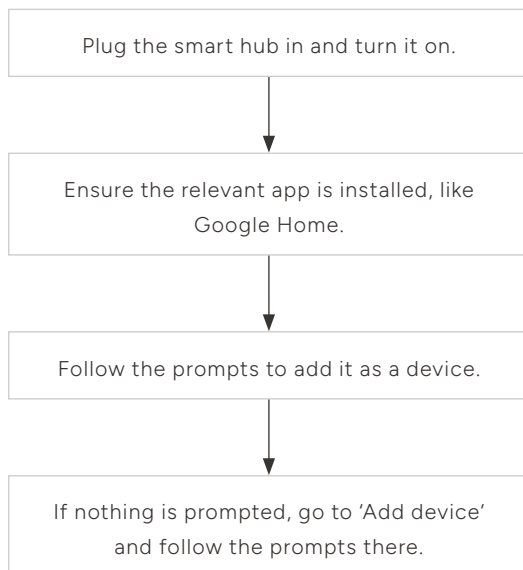 Plug the smart hub in and turn it on.
Ensure the relevant app is installed, like
Google Home.
Follow the prompts to add it as a device.
If nothing is prompted, go to ‘Add device’
and follow the prompts there.